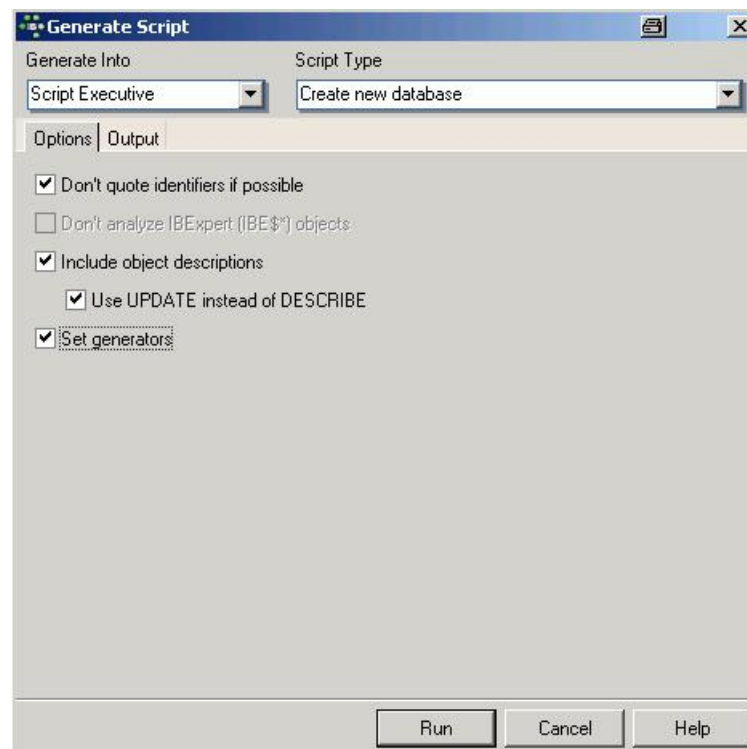 Generate Script
Generate Into Script Type
Script Executive Create new database
Options Output
Don't quote identifiers if possible
Don't analyze IBExpert (IBE$*) objects
Include object descriptions
Use UPDATE instead of DESCRIBE
Set generators
Run Cancel Help